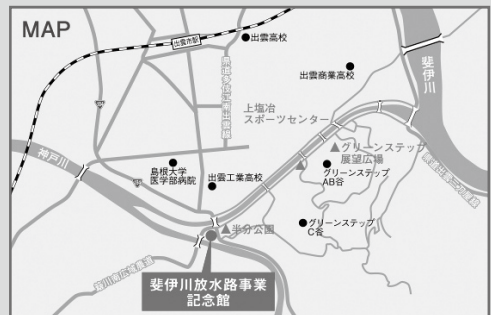 MAP
出雲市駅
出雲高校
出雲商業高校
斐伊川
上塩冶
スポーツセンター
グリーンステップ
展望広場
グリーンステップ
AB谷
神戸川
島根大学
医学部病院
出雲工業高校
グリーンステップ
C谷
半分公園
斐伊川放水路事業
記念館